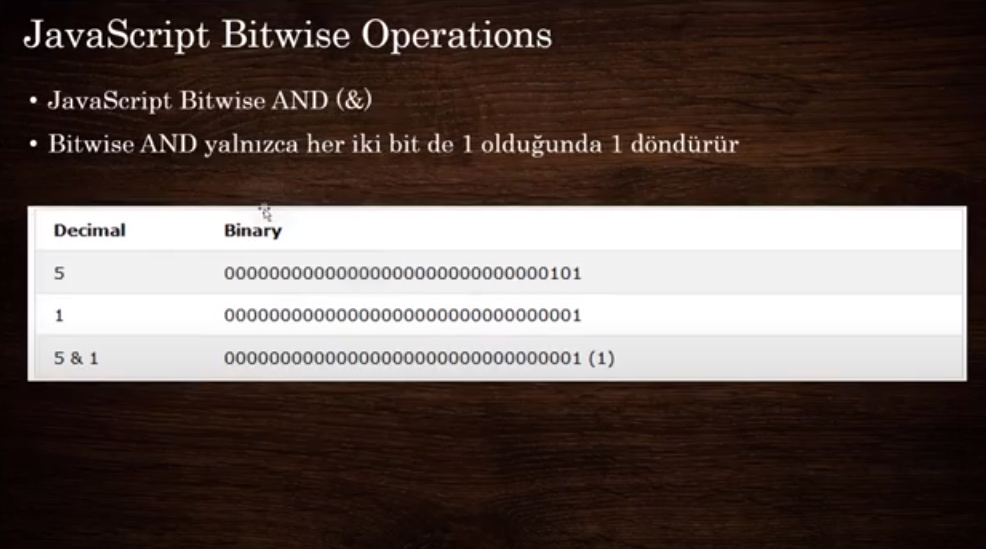 JavaScript Bitwise Operations
• JavaScript Bitwise AND (&)
• Bitwise AND yalnızca her iki bit de 1 olduğunda 1 döndürür
Decimal Binary
5 00000000000000000000000000000101
1 00000000000000000000000000000001
5 & 1 00000000000000000000000000000001 (1)